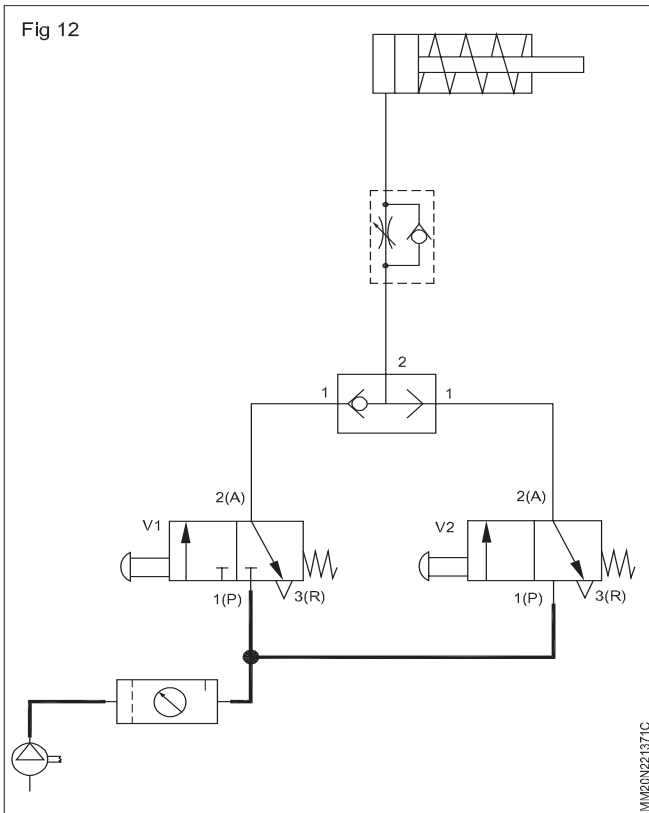 Fig 12
2
1 1
2(A) 2(A)
V1 V2
1(P) 3(R) 1(P) 3(R)
MM20N221371C